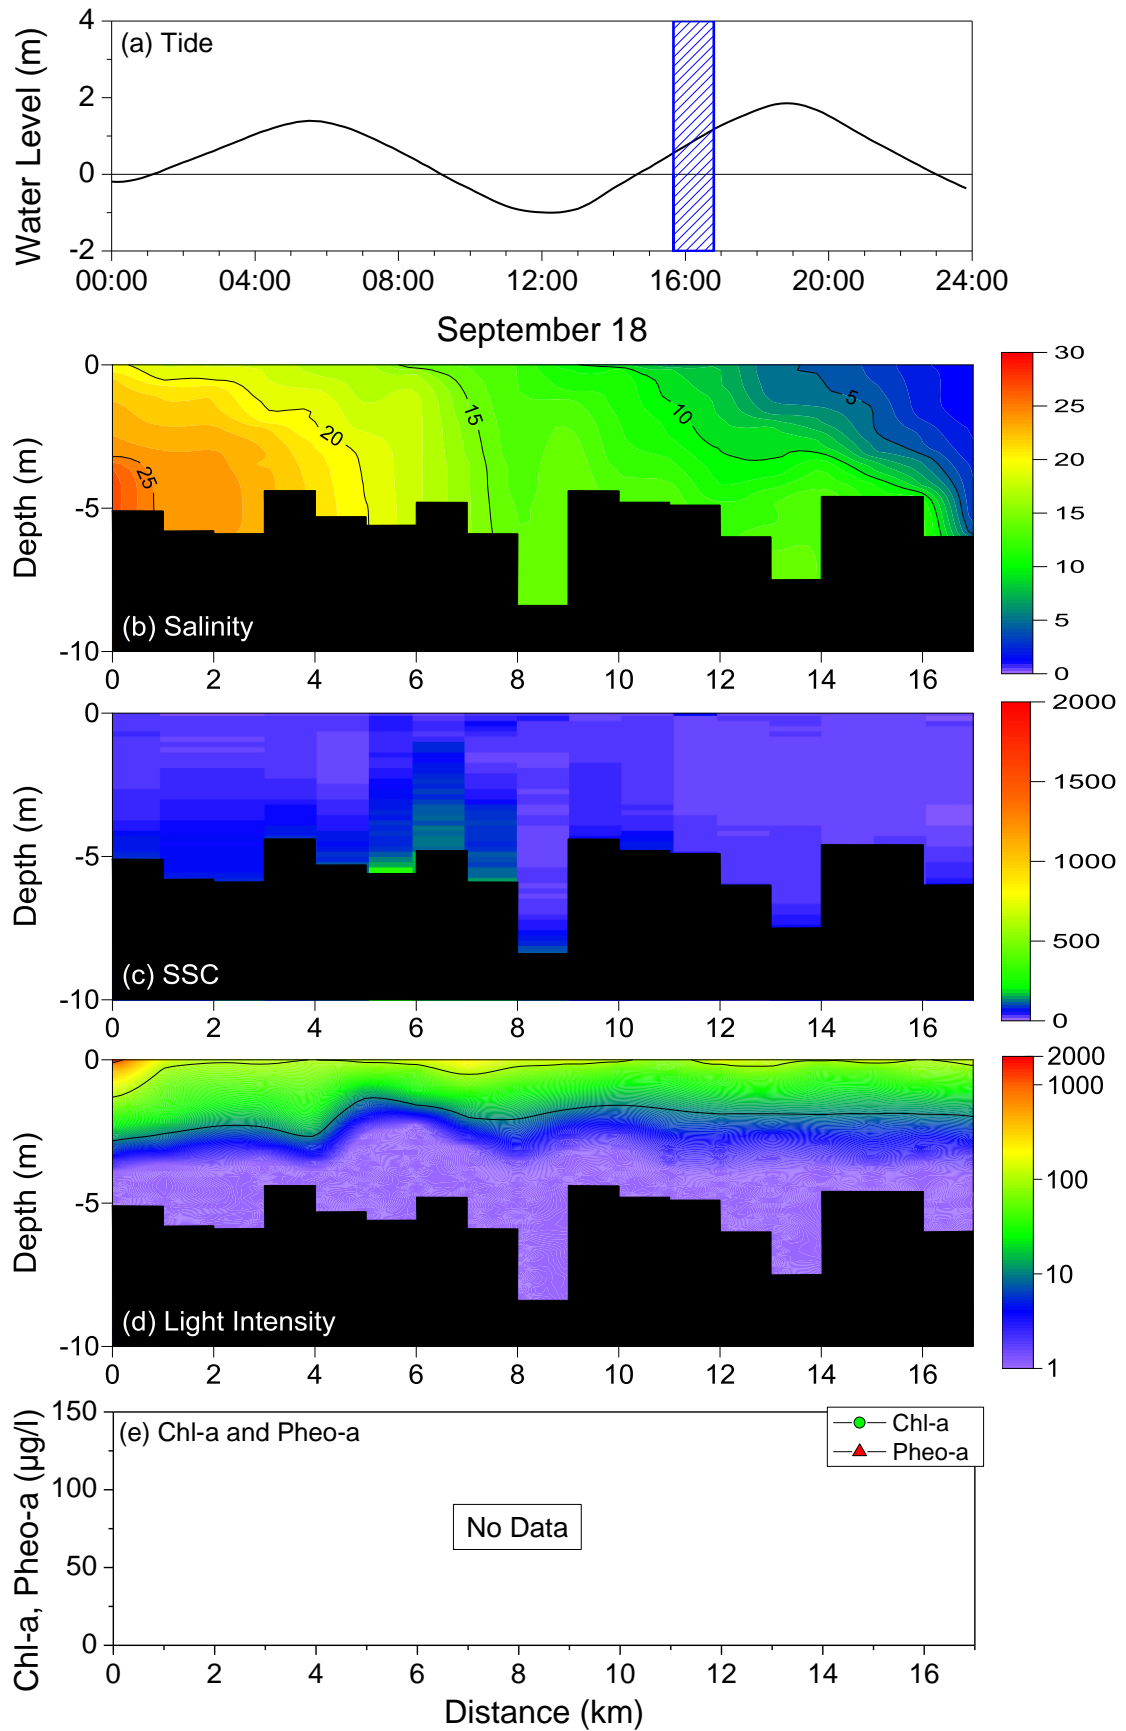 (a) Tide
Water Level (m)
4
2
0
-2
00:00 04:00 08:00 12:00 16:00 20:00 24:00
September 18
Depth (m)
0
-5
-10
25
20
15
10
5
(b) Salinity
0 2 4 6 8 10 12 14 16
30
25
20
15
10
5
0
Depth (m)
0
-5
-10
(c) SSC
0 2 4 6 8 10 12 14 16
2000
1500
1000
500
0
Depth (m)
0
-5
-10
(d) Light Intensity
0 2 4 6 8 10 12 14 16
2000
1000
100
10
1
Chl-a, Pheo-a (μg/l)
150
100
50
0
(e) Chl-a and Pheo-a
Chl-a
Pheo-a
No Data
0 2 4 6 8 10 12 14 16
Distance (km)